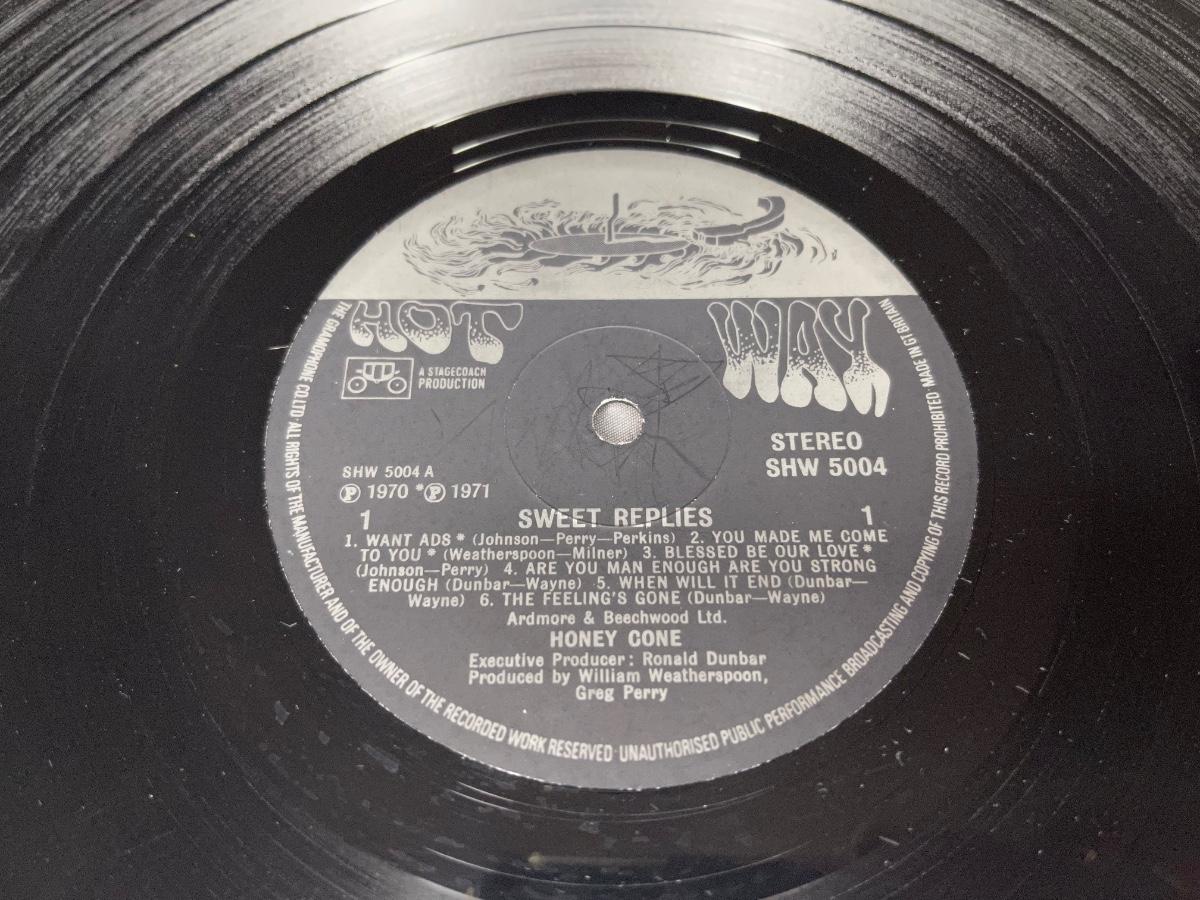 HOT WAX
A STAGECOACH
PRODUCTION
STEREO
SHW 5004
SHW 5004 A
℗ 1970 *℗ 1971
1 SWEET REPLIES 1
1. WANT ADS * (Johnson—Perry—Perkins) 2. YOU MADE ME COME
TO YOU * (Weatherspoon—Milner) 3. BLESSED BE OUR LOVE *
(Johnson—Perry) 4. ARE YOU MAN ENOUGH ARE YOU STRONG
ENOUGH (Dunbar—Wayne) 5. WHEN WILL IT END (Dunbar—
Wayne) 6. THE FEELING'S GONE (Dunbar—Wayne)
Ardmore & Beechwood Ltd.
HONEY CONE
Executive Producer: Ronald Dunbar
Produced by William Weatherspoon,
Greg Perry
THE GRAMOPHONE CO. LTD · ALL RIGHTS OF THE MANUFACTURER AND OF THE OWNER OF THE RECORDED WORK RESERVED · UNAUTHORISED PUBLIC PERFORMANCE BROADCASTING AND COPYING OF THIS RECORD PROHIBITED · MADE IN GT BRITAIN